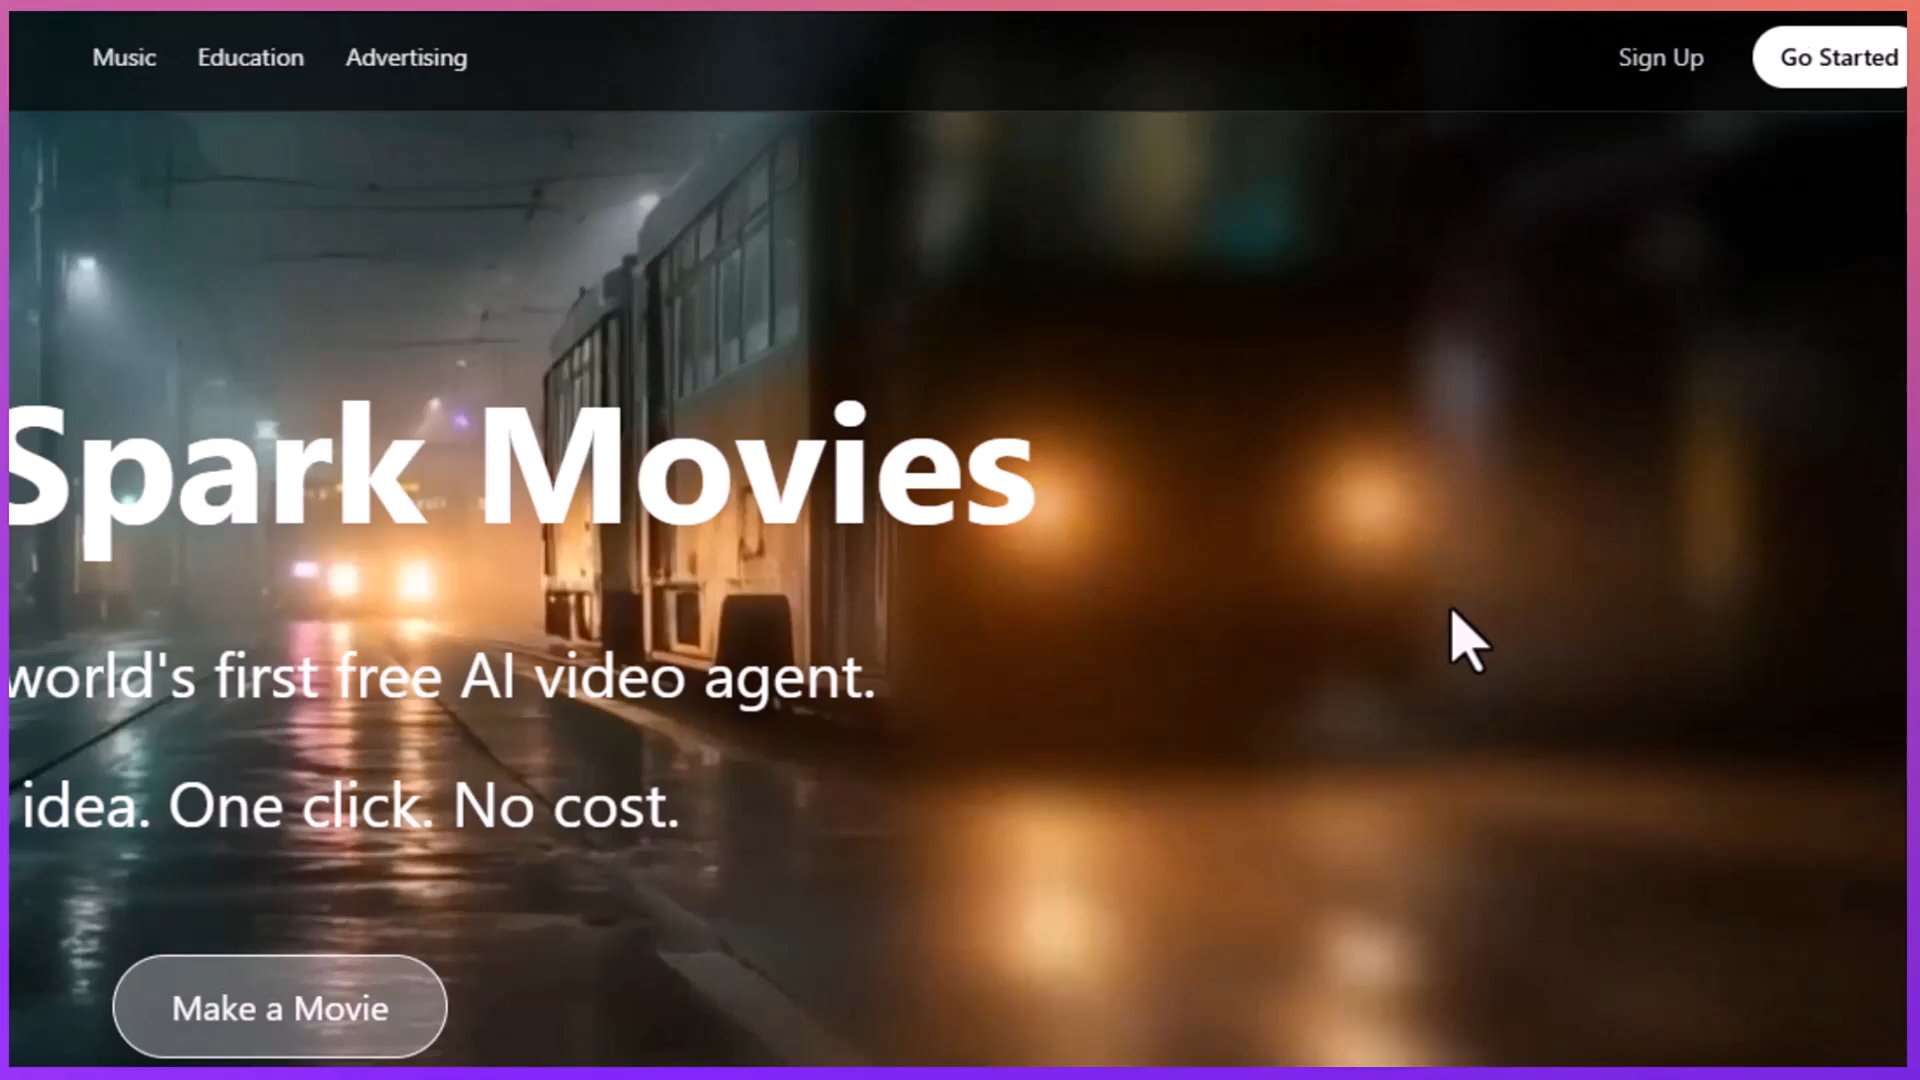 Music Education Advertising Sign Up Go Started
Spark Movies
world's first free AI video agent.
idea. One click. No cost.
Make a Movie